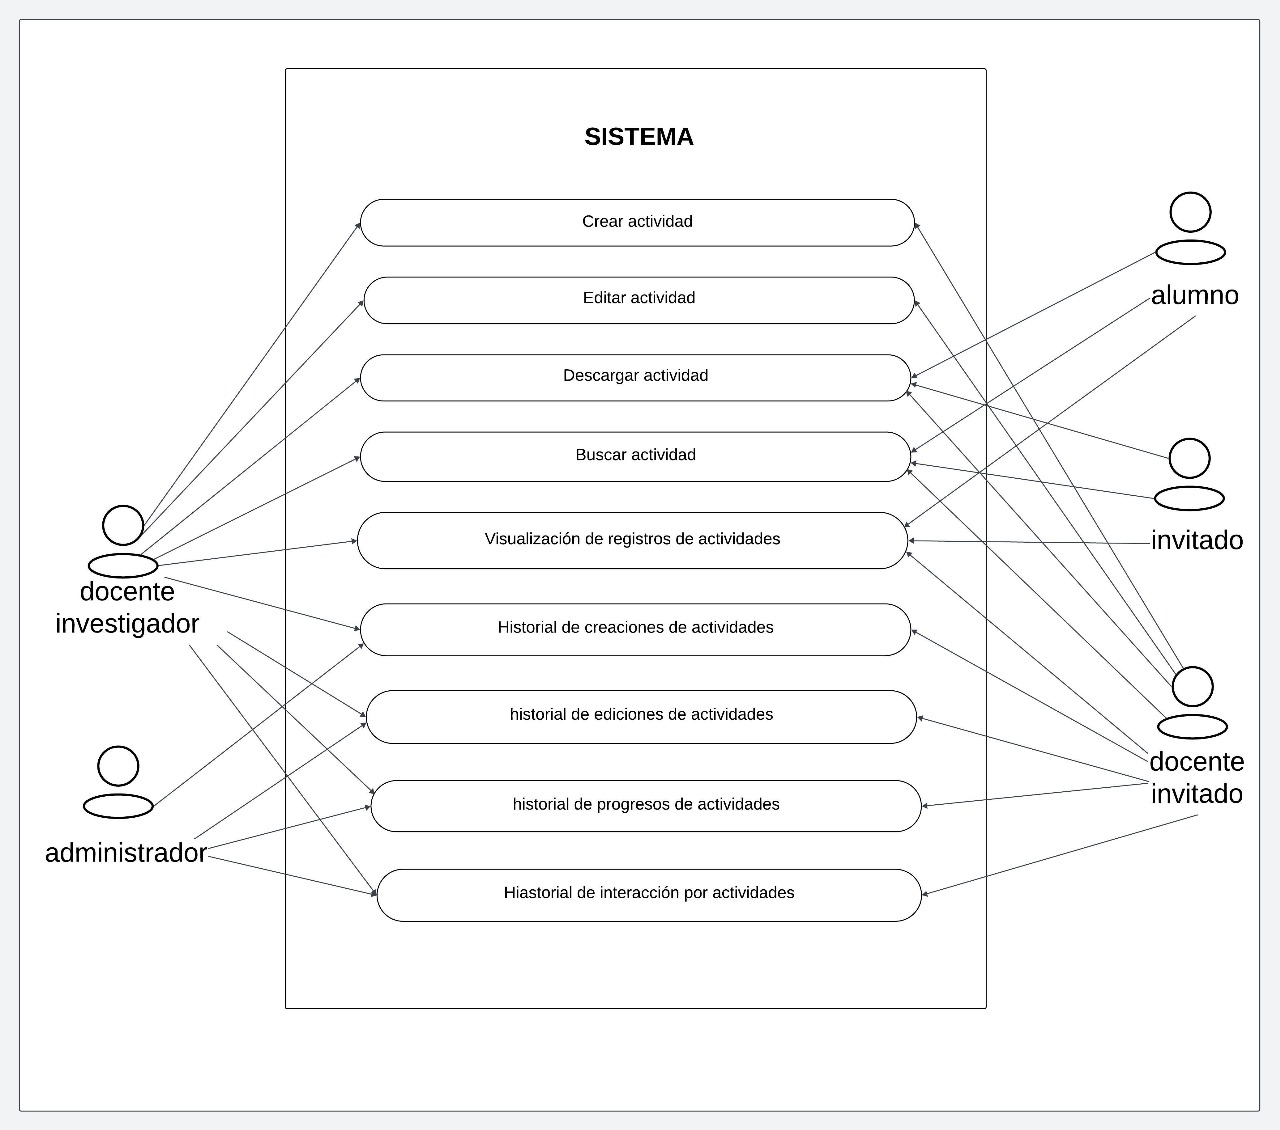 SISTEMA
Crear actividad
Editar actividad
Descargar actividad
Buscar actividad
Visualización de registros de actividades
Historial de creaciones de actividades
historial de ediciones de actividades
historial de progresos de actividades
Hiastorial de interacción por actividades
docente
investigador
administrador
alumno
invitado
docente
invitado